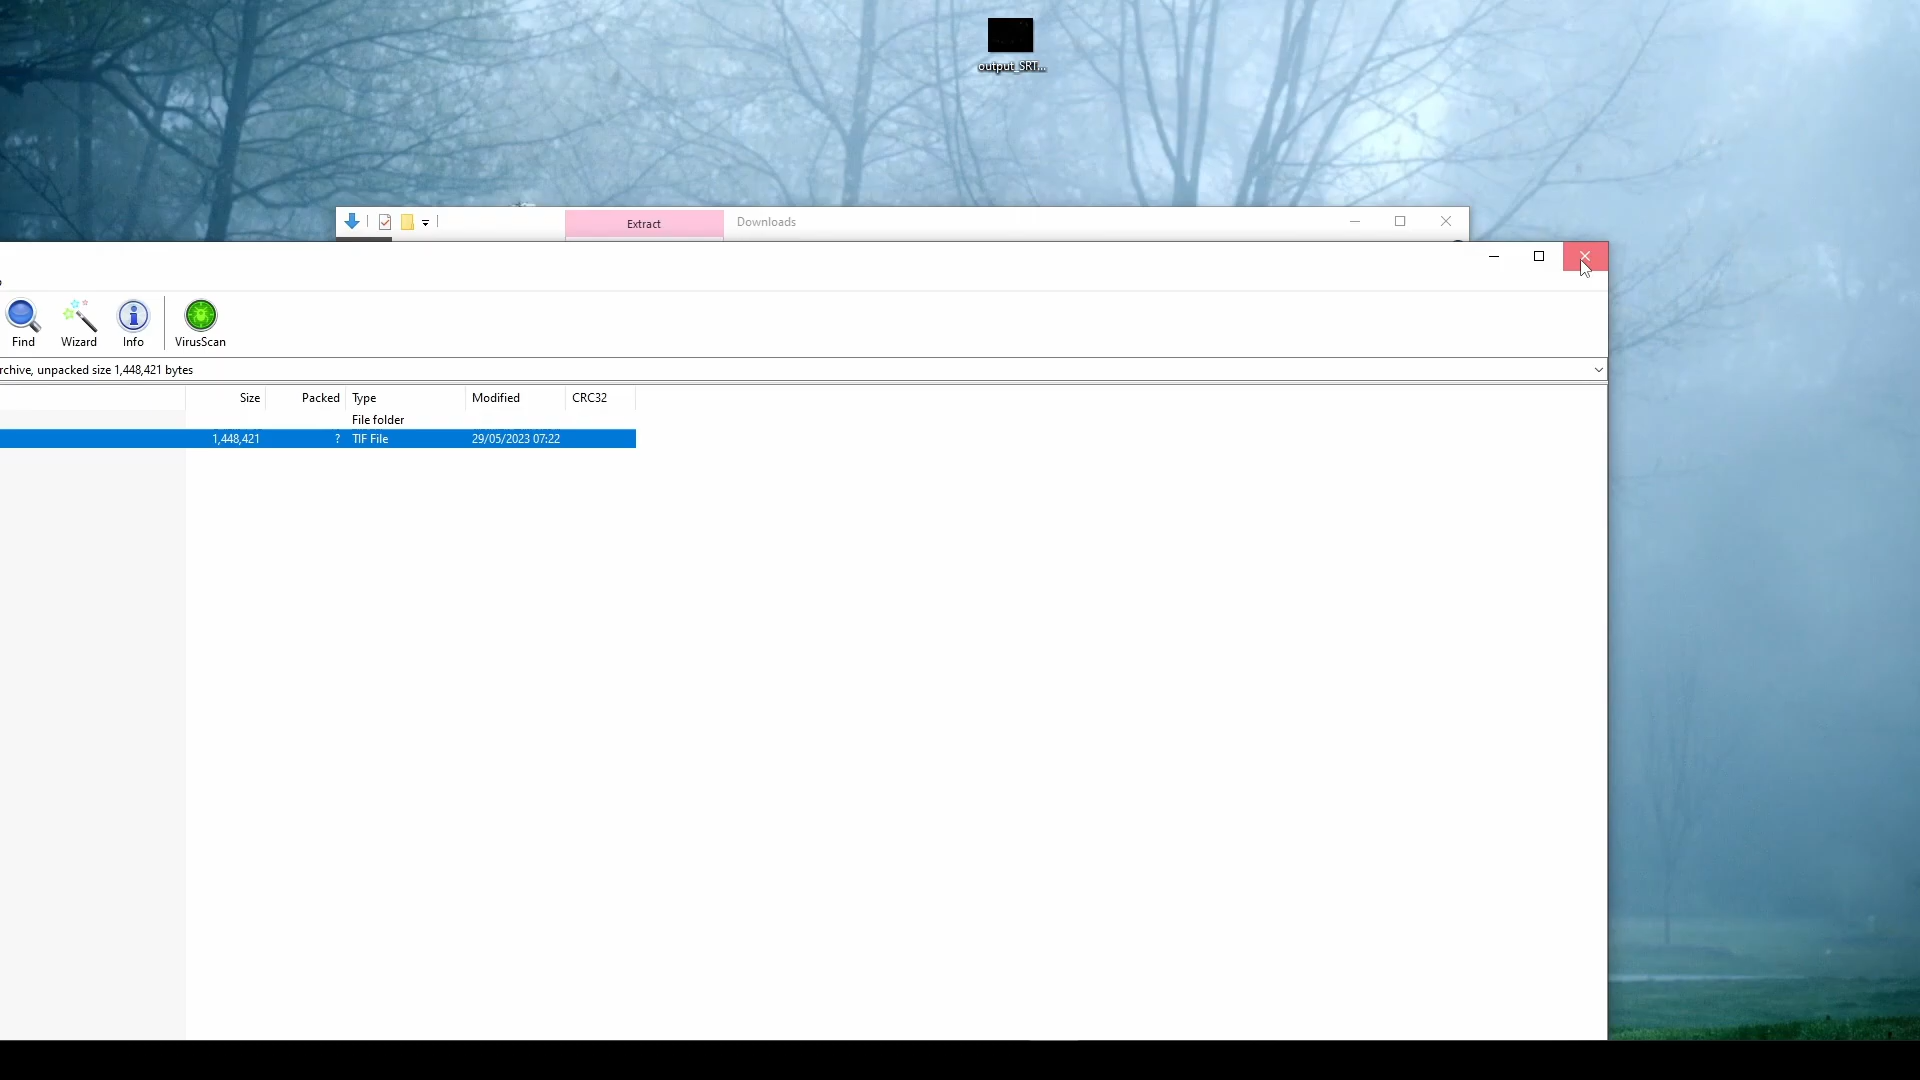 output_SRT...
Extract
Downloads
Find
Wizard
Info
VirusScan
rchive, unpacked size 1,448,421 bytes
Size Packed Type Modified CRC32
File folder
1,448,421 ? TIF File 29/05/2023 07:22